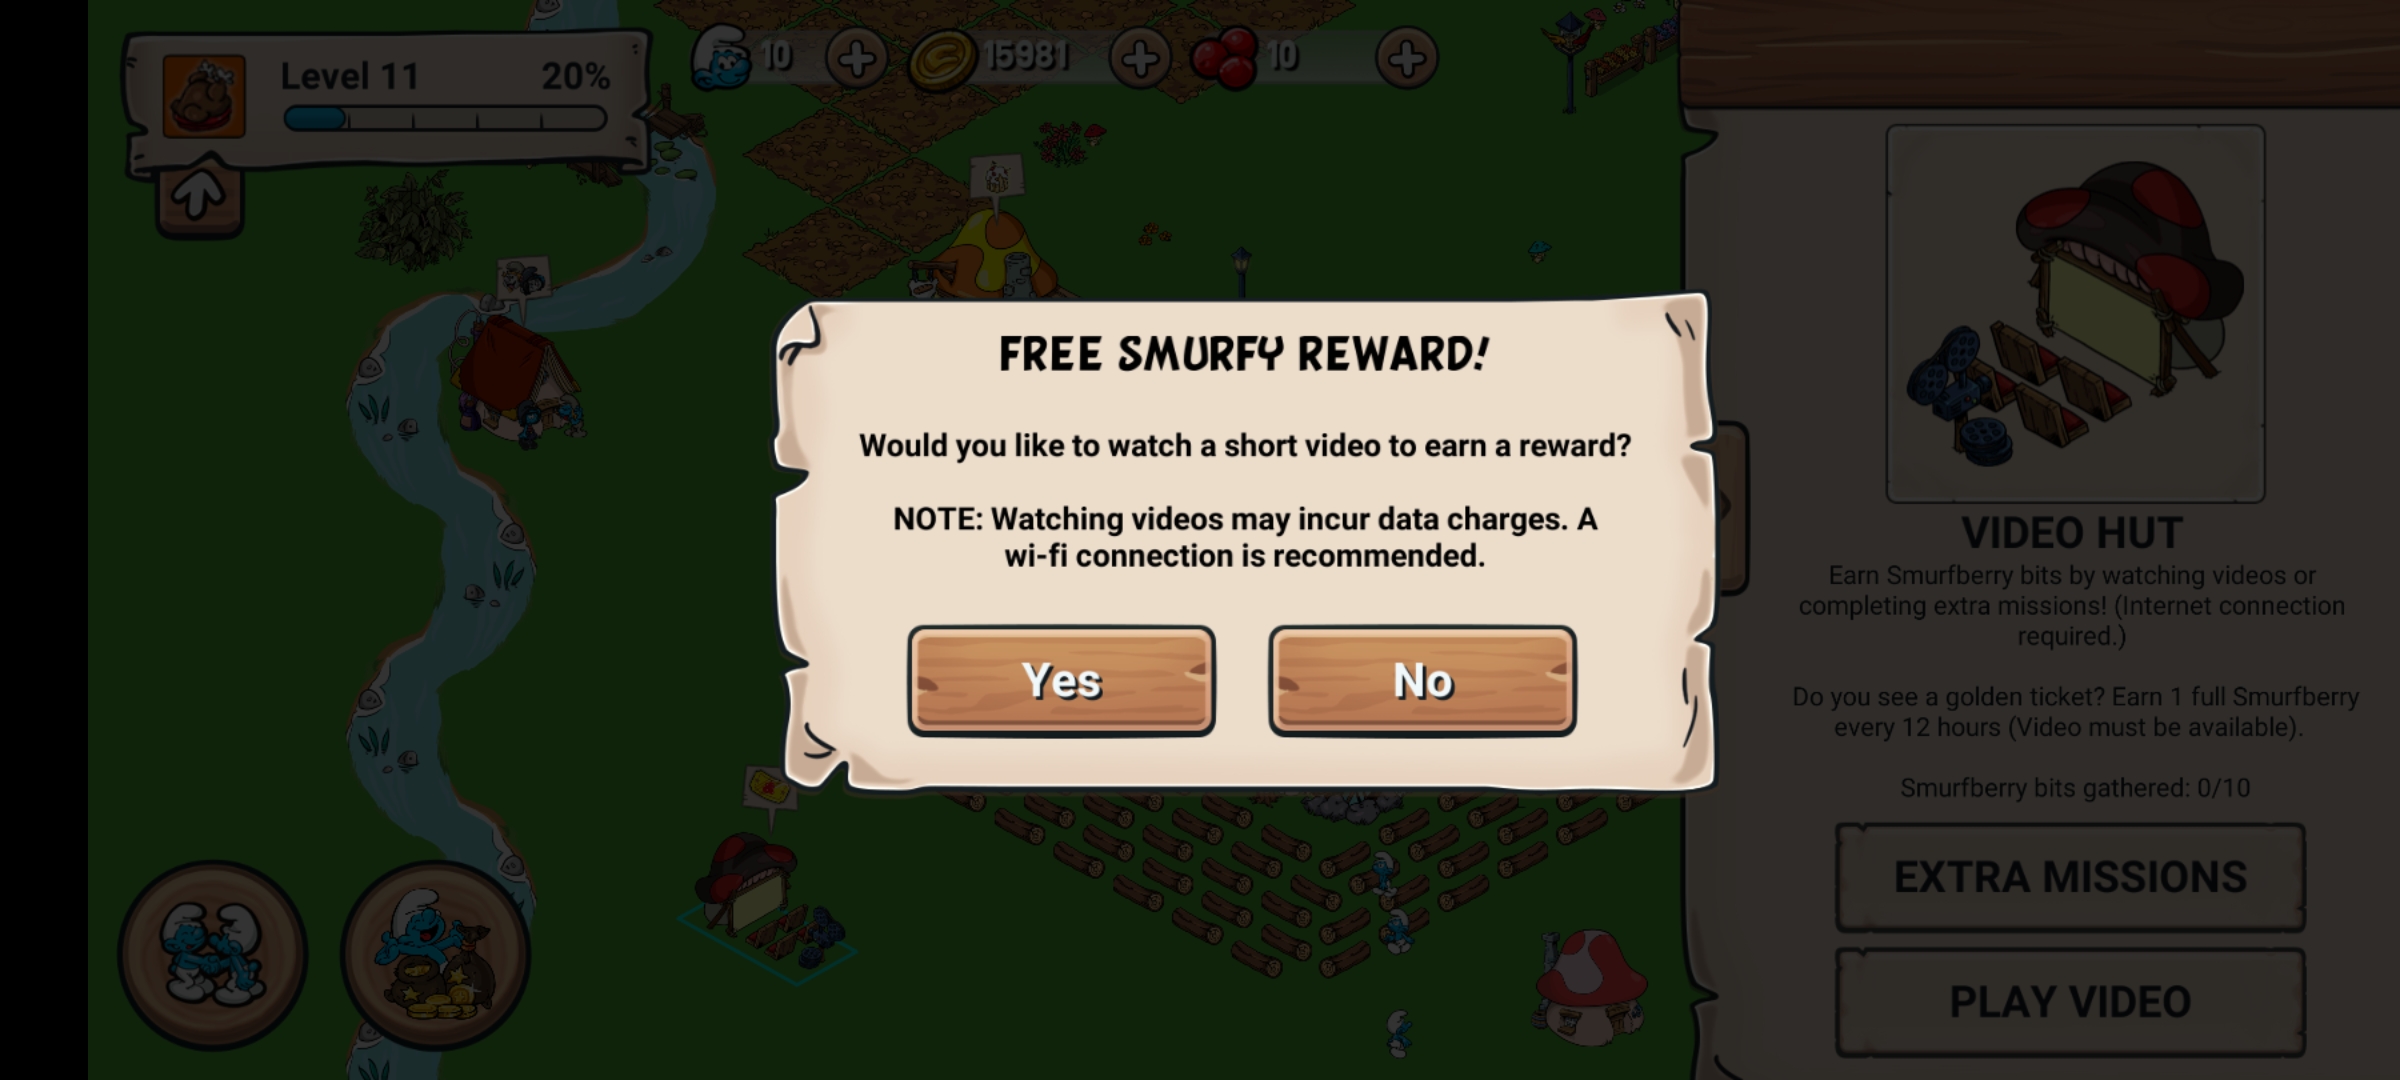 Level 11 20%
10
15981
10
FREE SMURFY REWARD!
Would you like to watch a short video to earn a reward?
NOTE: Watching videos may incur data charges. A
wi-fi connection is recommended.
Yes
No
VIDEO HUT
Earn Smurfberry bits by watching videos or
completing extra missions! (Internet connection
required.)
Do you see a golden ticket? Earn 1 full Smurfberry
every 12 hours (Video must be available).
Smurfberry bits gathered: 0/10
EXTRA MISSIONS
PLAY VIDEO